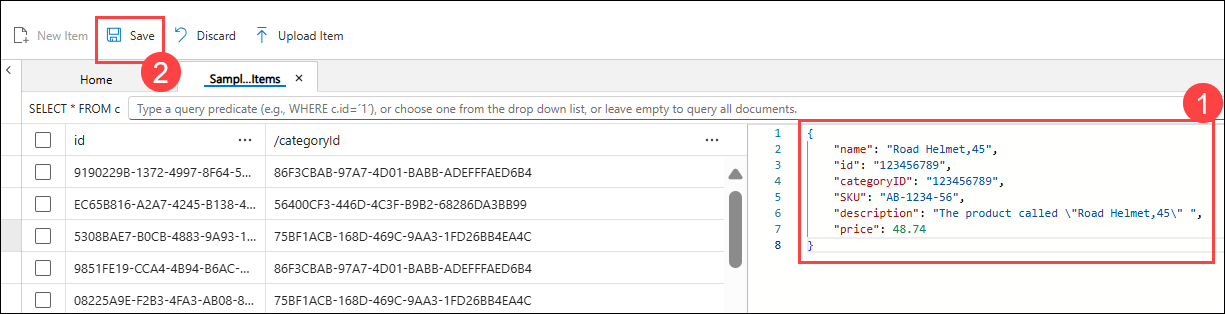 New Item Save Discard Upload Item
2
Home Sampl...Items ×
SELECT * FROM c Type a query predicate (e.g., WHERE c.id=´1´), or choose one from the drop down list, or leave empty to query all documents.
1
id ... /categoryId ...
9190229B-1372-4997-8F64-5... 86F3CBAB-97A7-4D01-BABB-ADEFFFAED6B4
EC65B816-A2A7-4245-B138-4... 56400CF3-446D-4C3F-B9B2-68286DA3BB99
5308BAE7-B0CB-4883-9A93-1... 75BF1ACB-168D-469C-9AA3-1FD26BB4EA4C
9851FE19-CCA4-4B94-B6AC-... 86F3CBAB-97A7-4D01-BABB-ADEFFFAED6B4
08225A9E-F2B3-4FA3-AB08-8... 75BF1ACB-168D-469C-9AA3-1FD26BB4EA4C
1 {
2 "name": "Road Helmet,45",
3 "id": "123456789",
4 "categoryID": "123456789",
5 "SKU": "AB-1234-56",
6 "description": "The product called \"Road Helmet,45\" ",
7 "price": 48.74
8 }